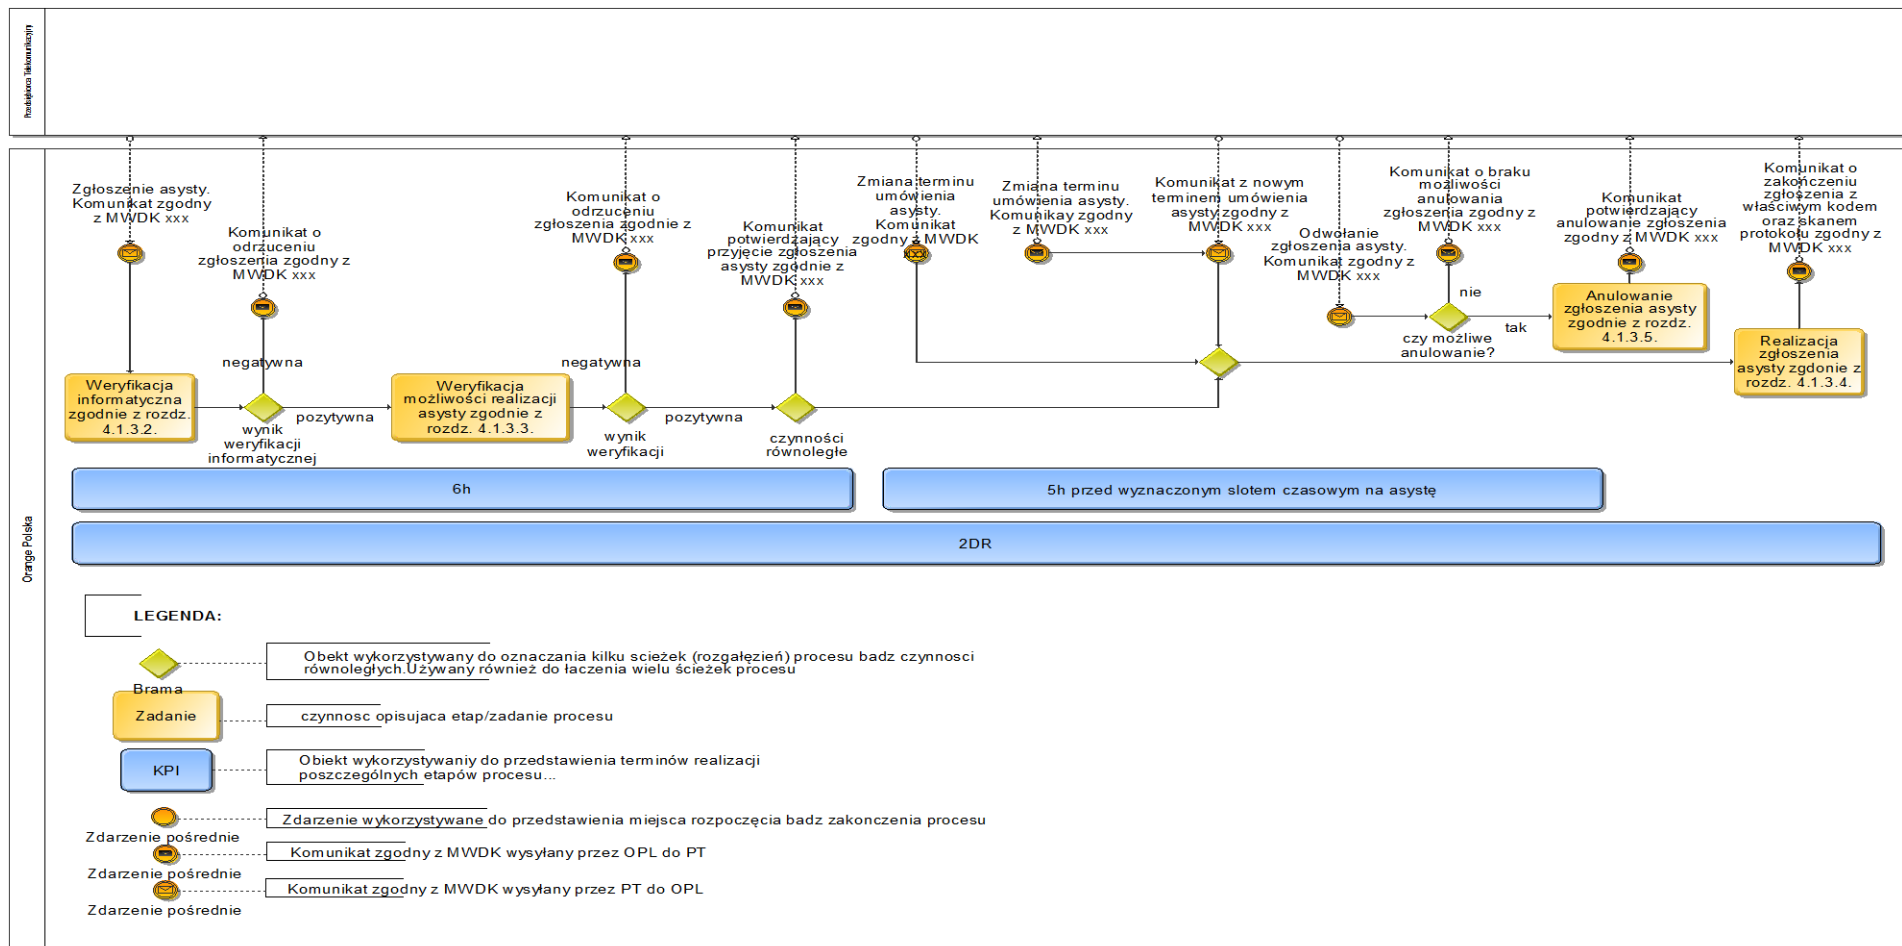 Przedsiębiorca Telekomunikacyjny
Orange Polska
Zgłoszenie asysty.
Komunikat zgodny
z MWDK xxx
Komunikat o
odrzuceniu
zgłoszenia zgodny z
MWDK xxx
Komunikat o
odrzuceniu
zgłoszenia zgodnie z
MWDK xxx
Komunikat
potwierdzający
przyjęcie zgłoszenia
asysty zgodnie z
MWDK xxx
Zmiana terminu
umówienia
asysty.
Komunikat
zgodny z MWDK
xxx
Zmiana terminu
umówienia asysty.
Komunikay zgodny
z MWDK xxx
Komunikat z nowym
terminem umówienia
asysty zgodny z
MWDK xxx
Odwołanie
zgłoszenia asysty.
Komunikat zgodny z
MWDK xxx
Komunikat o braku
możliwości
anulowania
zgłoszenia zgodny z
MWDK xxx
Komunikat
potwierdzający
anulowanie zgłoszenia
zgodny z MWDK xxx
Komunikat o
zakończeniu
zgłoszenia z
właściwym kodem
oraz skanem
protokołu zgodny z
MWDK xxx
nie
tak
czy możliwe
anulowanie?
Anulowanie
zgłoszenia asysty
zgodnie z rozdz.
4.1.3.5.
Realizacja
zgłoszenia
asysty zgdonie z
rozdz. 4.1.3.4.
negatywna
negatywna
Weryfikacja
informatyczna
zgodnie z rozdz.
4.1.3.2.
pozytywna
wynik
weryfikacji
informatycznej
Weryfikacja
możliwości realizacji
asysty zgodnie z
rozdz. 4.1.3.3.
pozytywna
wynik
weryfikacji
czynności
równoległe
6h
5h przed wyznaczonym slotem czasowym na asystę
2DR
LEGENDA:
Brama
Obekt wykorzystywany do oznaczania kilku scieżek (rozgałęzień) procesu badz czynnosci
równoległych.Używany również do łaczenia wielu ścieżek procesu
Zadanie
czynnosc opisujaca etap/zadanie procesu
KPI
Obiekt wykorzystywaniy do przedstawienia terminów realizacji
poszczególnych etapów procesu...
Zdarzenie pośrednie
Zdarzenie wykorzystywane do przedstawienia miejsca rozpoczęcia badz zakonczenia procesu
Zdarzenie pośrednie
Komunikat zgodny z MWDK wysyłany przez OPL do PT
Zdarzenie pośrednie
Komunikat zgodny z MWDK wysyłany przez PT do OPL